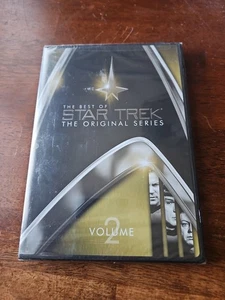 THE BEST OF
STAR TREK
THE ORIGINAL SERIES
VOLUME
2